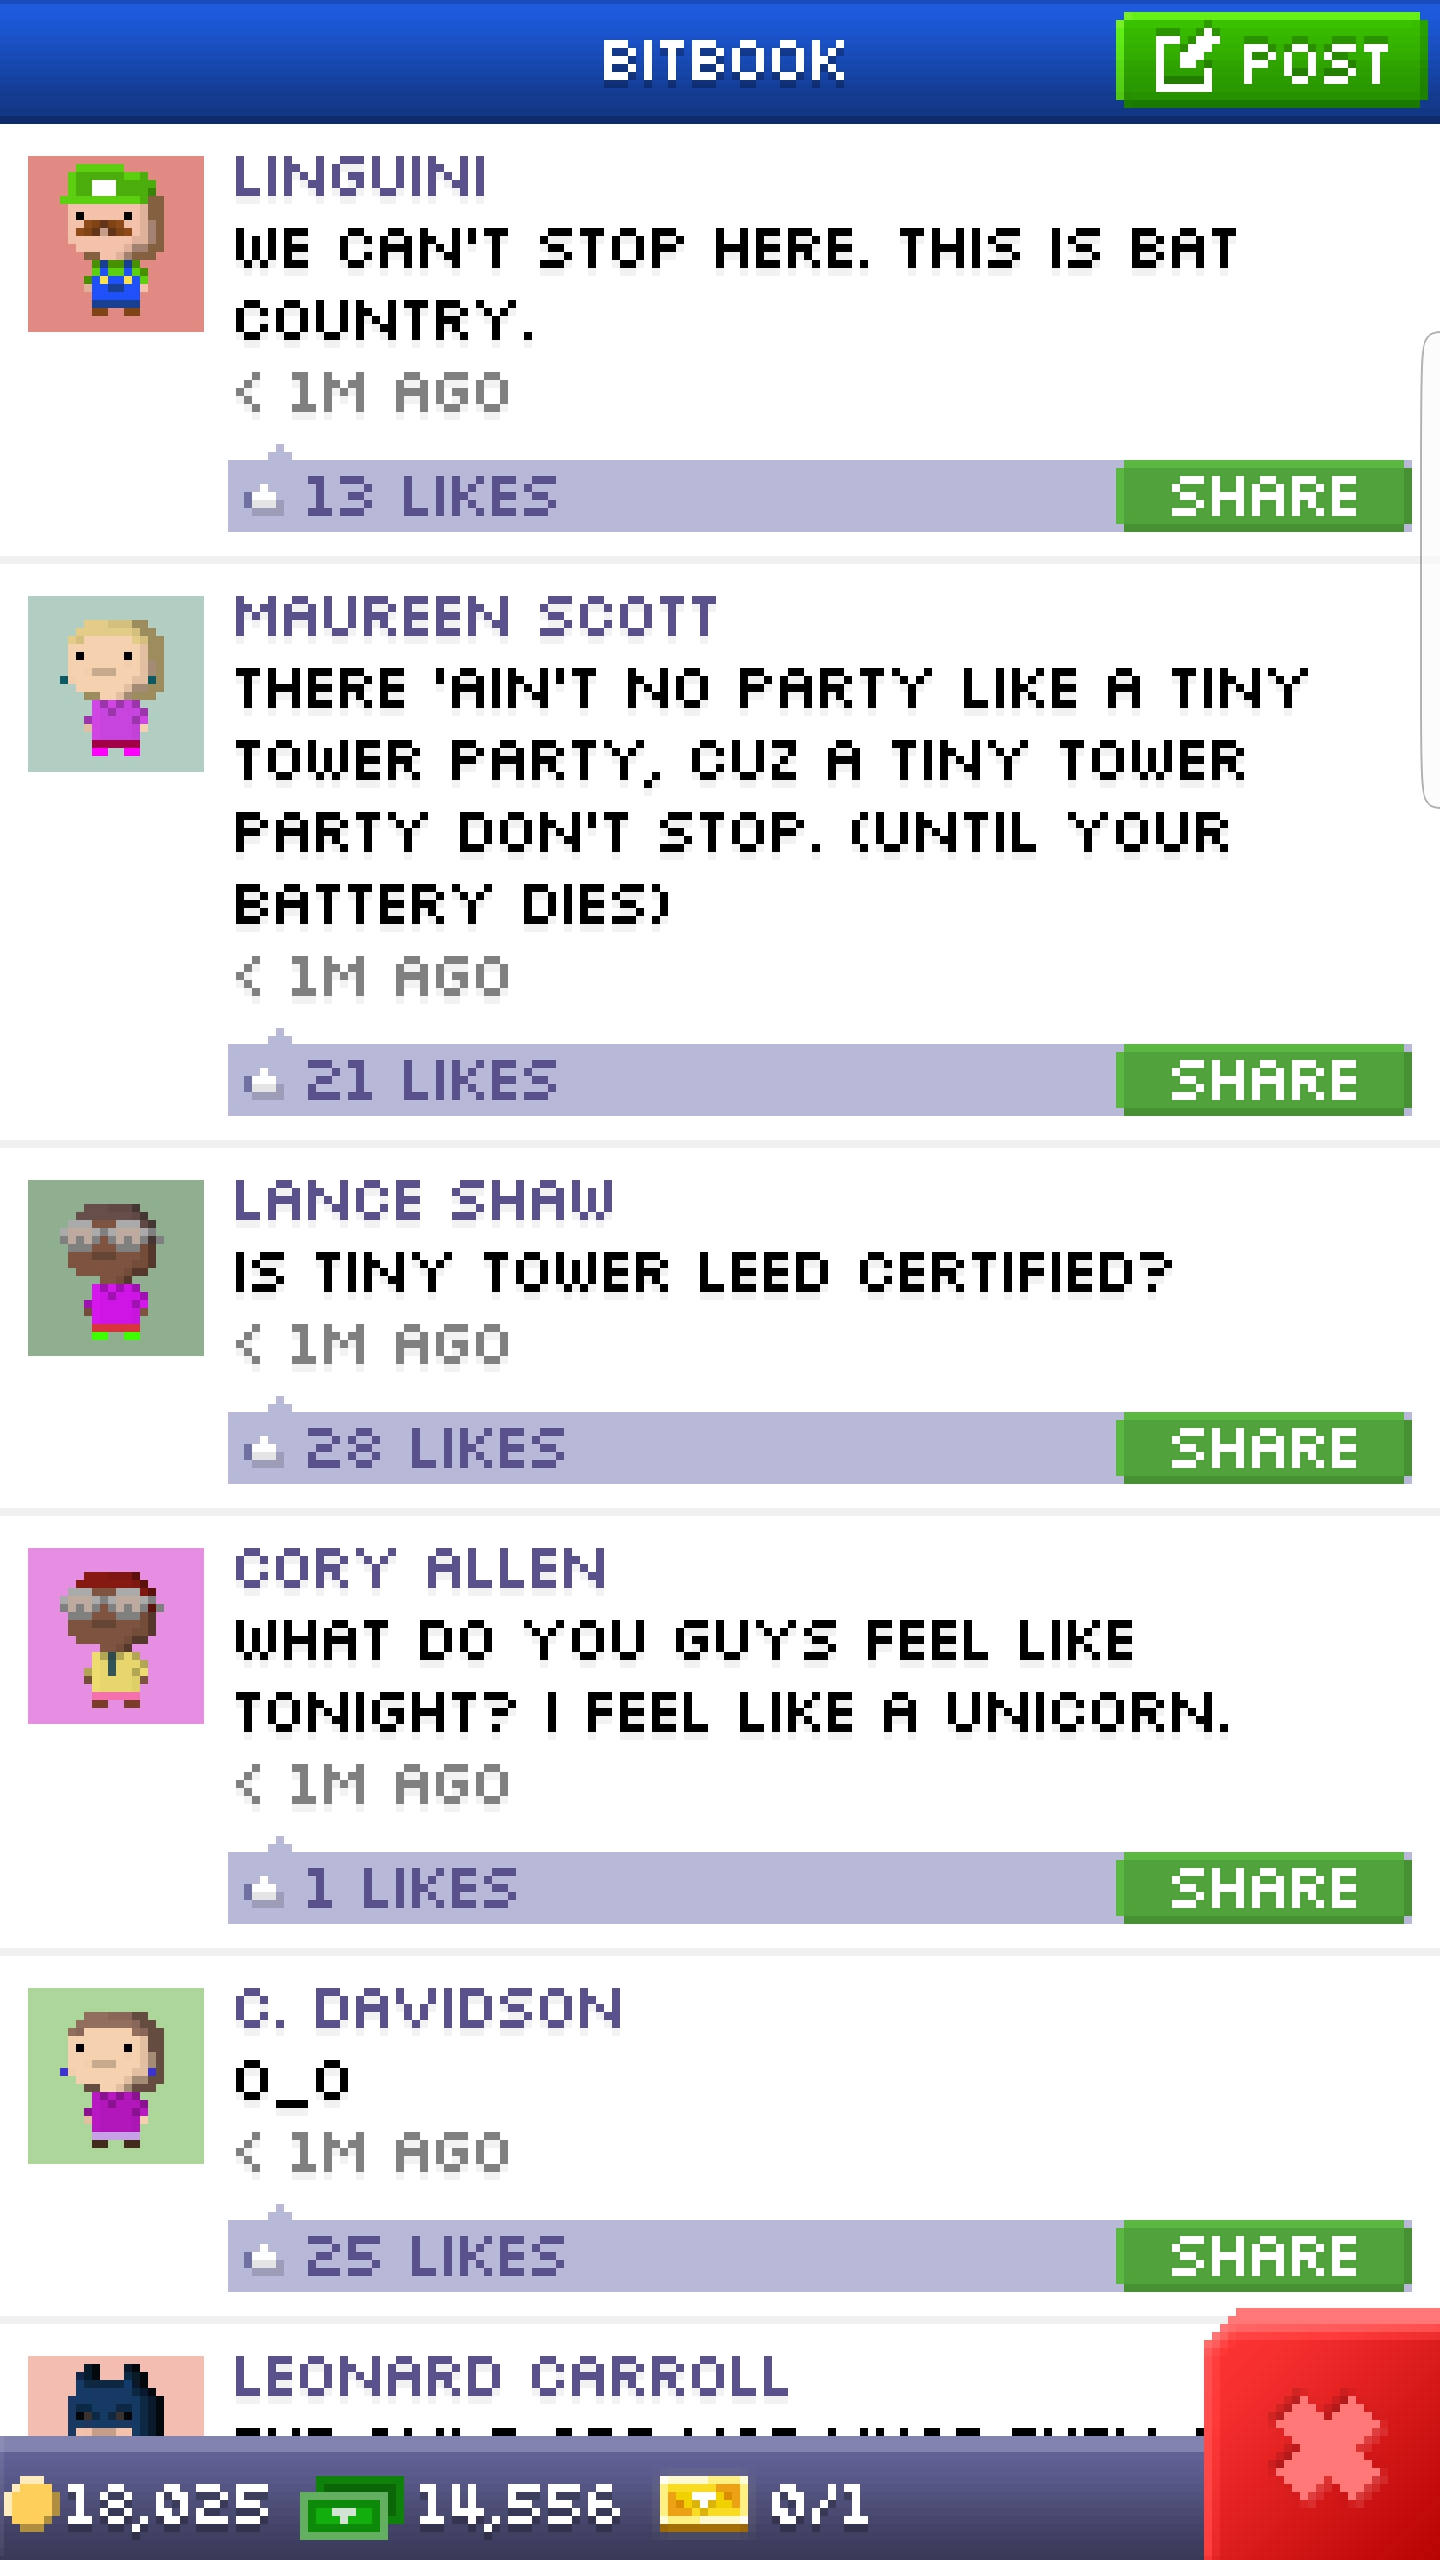 BITBOOK
POST
LINGUINI
WE CAN'T STOP HERE. THIS IS BAT
COUNTRY.
< 1M AGO
13 LIKES
SHARE
MAUREEN SCOTT
THERE 'AIN'T NO PARTY LIKE A TINY
TOWER PARTY, CUZ A TINY TOWER
PARTY DON'T STOP. (UNTIL YOUR
BATTERY DIES)
< 1M AGO
21 LIKES
SHARE
LANCE SHAW
IS TINY TOWER LEED CERTIFIED?
< 1M AGO
28 LIKES
SHARE
CORY ALLEN
WHAT DO YOU GUYS FEEL LIKE
TONIGHT? I FEEL LIKE A UNICORN.
< 1M AGO
1 LIKES
SHARE
C. DAVIDSON
O_O
< 1M AGO
25 LIKES
SHARE
LEONARD CARROLL
18,025
14,556
0/1